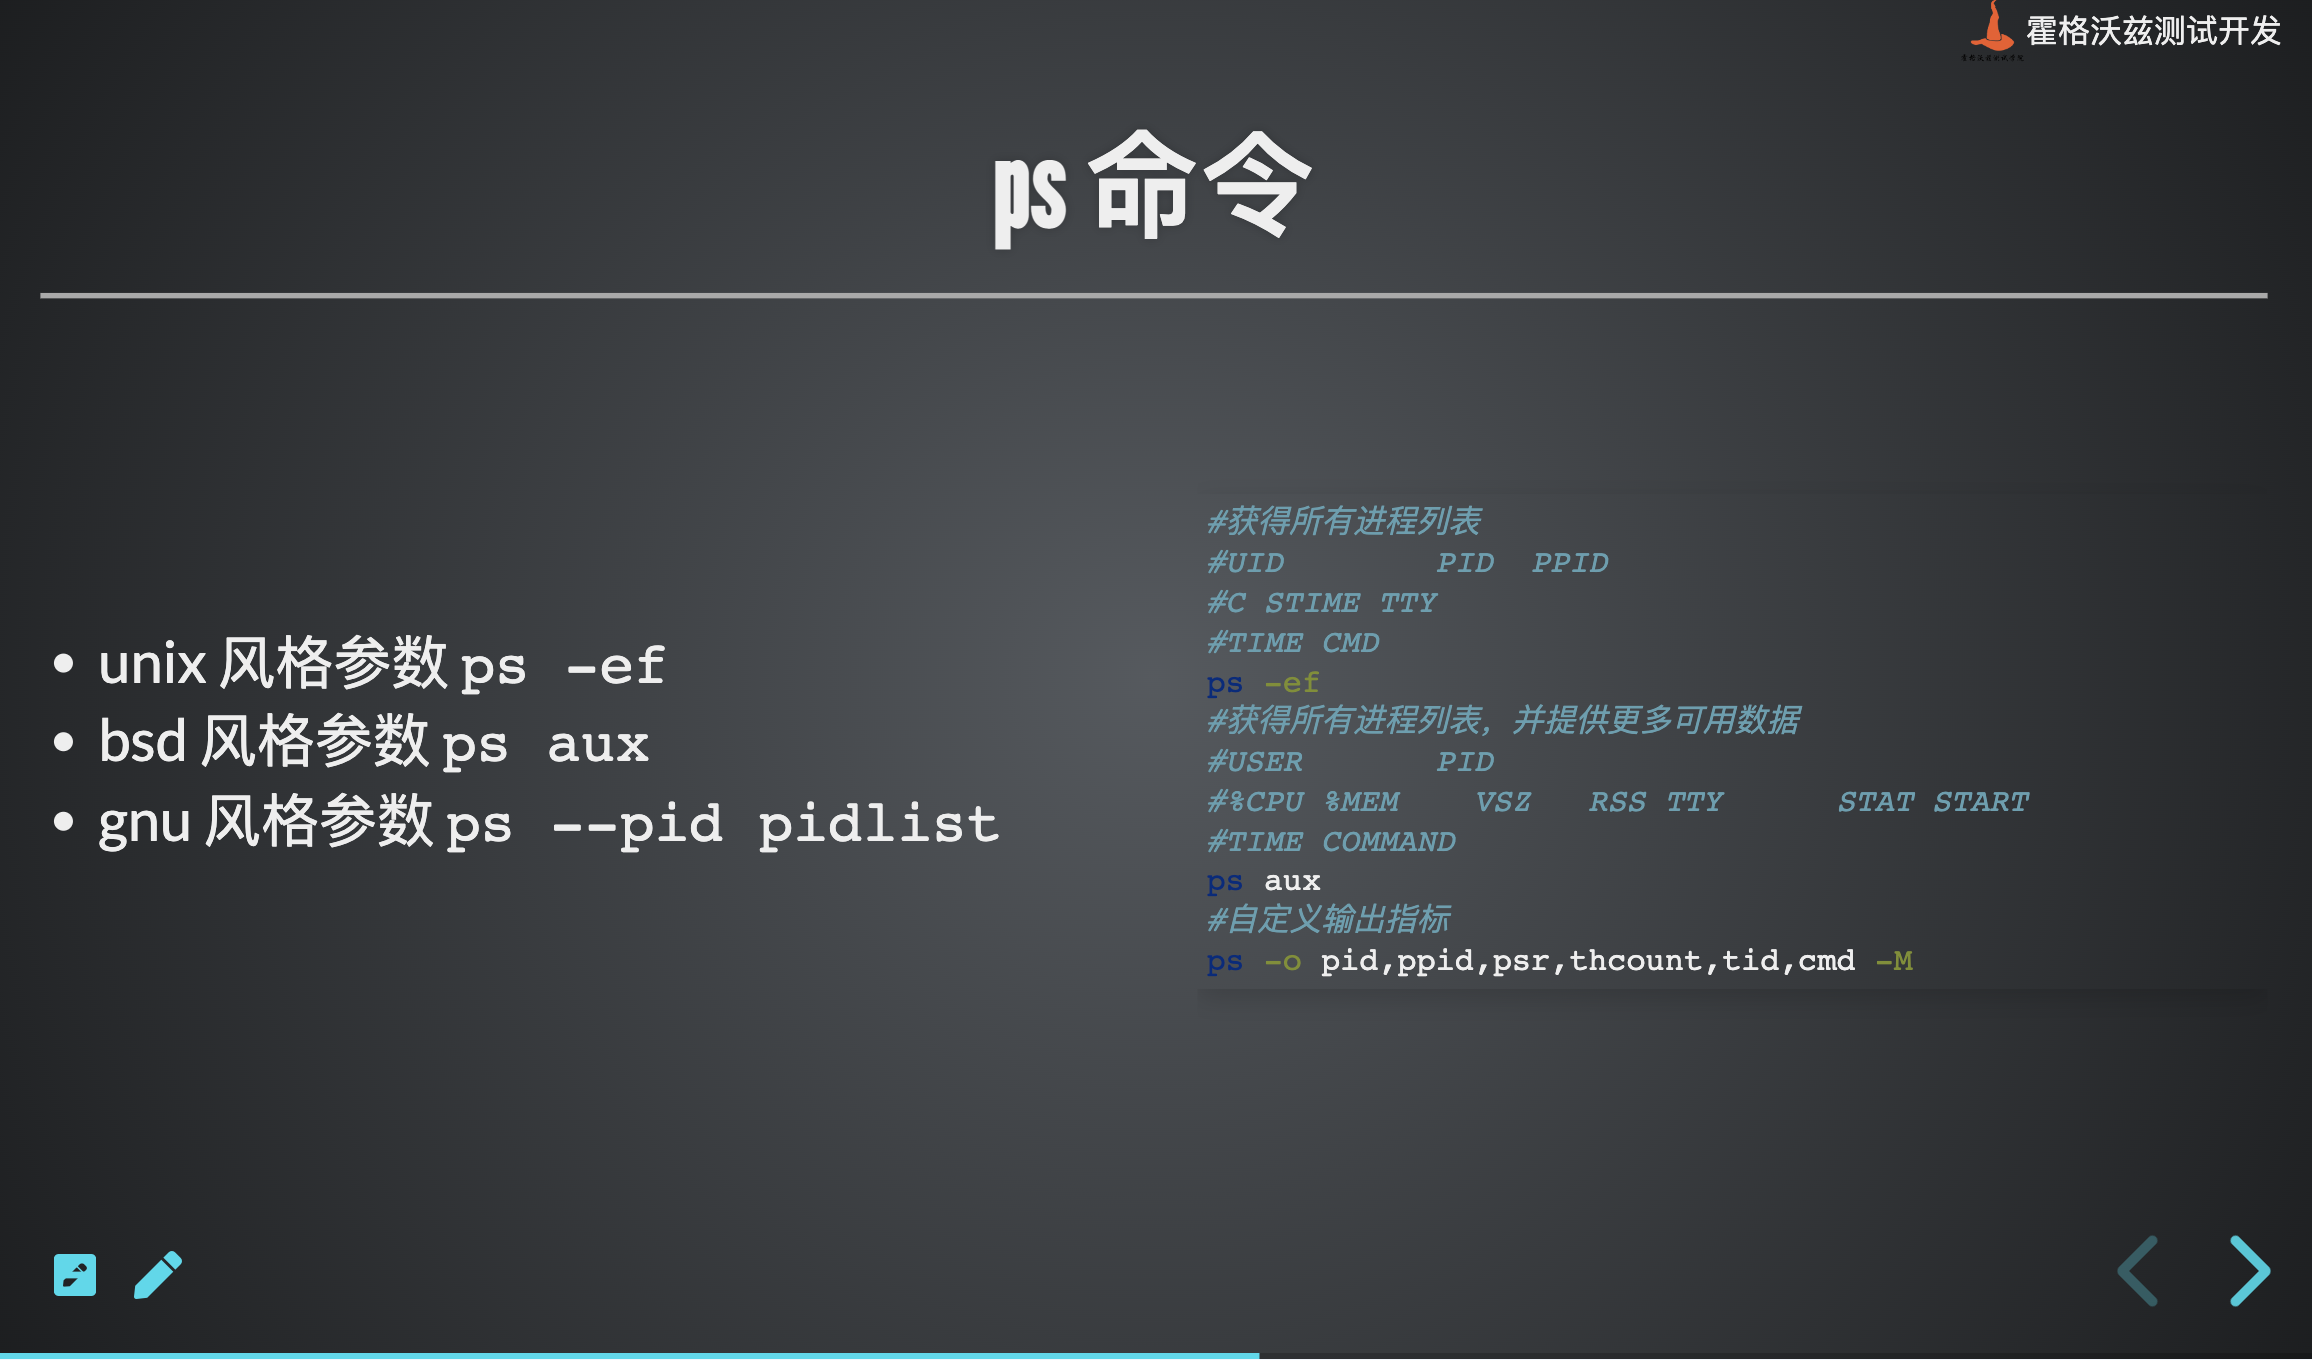 霍格沃兹测试开发
ps 命令
unix 风格参数 ps -ef
bsd 风格参数 ps aux
gnu 风格参数 ps --pid pidlist
#获得所有进程列表
#UID        PID  PPID
#C STIME TTY
#TIME CMD
ps -ef
#获得所有进程列表，并提供更多可用数据
#USER       PID
#%CPU %MEM    VSZ   RSS TTY      STAT START
#TIME COMMAND
ps aux
#自定义输出指标
ps -o pid,ppid,psr,thcount,tid,cmd -M